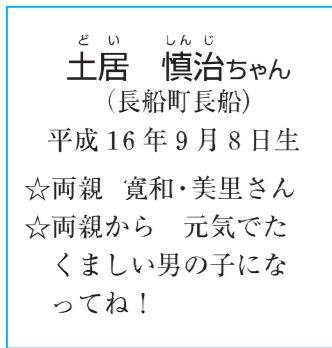 どい しんじ
土居 慎治ちゃん
(長船町長船)
平成16年9月8日生
☆両親 寛和・美里さん
☆両親から 元気でた
くましい男の子にな
ってね！